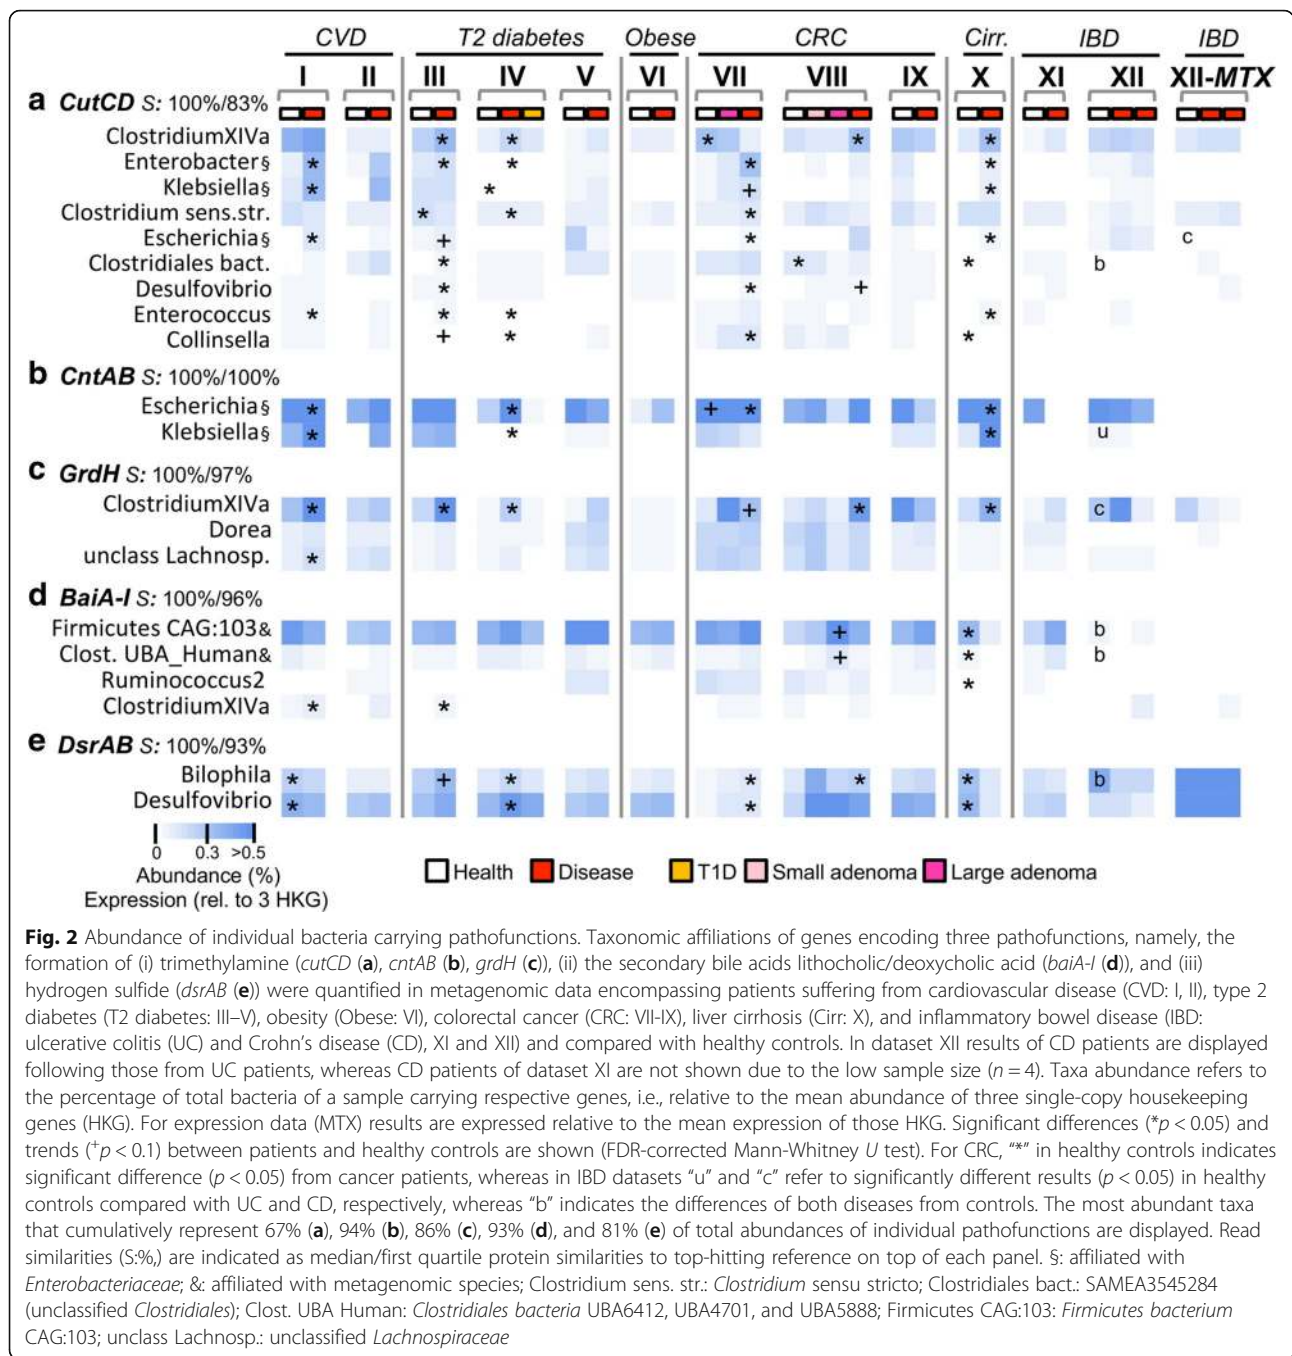 CVD T2 diabetes Obese CRC Cirr. IBD IBD
I II III IV V VI VII VIII IX X XI XII XII-MTX
a CutCD S: 100%/83%
ClostridiumXIVa * * * * *
Enterobacter§ * * * * *
Klebsiella§ * * + *
Clostridium sens.str. * * *
Escherichia§ * + * * c
Clostridiales bact. * * * b
Desulfovibrio * * +
Enterococcus * * * *
Collinsella + * * *
b CntAB S: 100%/100%
Escherichia§ * * + * *
Klebsiella§ * * * u
c GrdH S: 100%/97%
ClostridiumXIVa * * * + * * c
Dorea
unclass Lachnosp. *
d BaiA-I S: 100%/96%
Firmicutes CAG:103& + * b
Clost. UBA_Human& + * b
Ruminococcus2 *
ClostridiumXIVa * *
e DsrAB S: 100%/93%
Bilophila * + * * * * b
Desulfovibrio * * * *
0 0.3 >0.5
Abundance (%)
Expression (rel. to 3 HKG)
Health Disease T1D Small adenoma Large adenoma
Fig. 2 Abundance of individual bacteria carrying pathofunctions. Taxonomic affiliations of genes encoding three pathofunctions, namely, the
formation of (i) trimethylamine (cutCD (a), cntAB (b), grdH (c)), (ii) the secondary bile acids lithocholic/deoxycholic acid (baiA-I (d)), and (iii)
hydrogen sulfide (dsrAB (e)) were quantified in metagenomic data encompassing patients suffering from cardiovascular disease (CVD: I, II), type 2
diabetes (T2 diabetes: III–V), obesity (Obese: VI), colorectal cancer (CRC: VII-IX), liver cirrhosis (Cirr: X), and inflammatory bowel disease (IBD:
ulcerative colitis (UC) and Crohn's disease (CD), XI and XII) and compared with healthy controls. In dataset XII results of CD patients are displayed
following those from UC patients, whereas CD patients of dataset XI are not shown due to the low sample size (n = 4). Taxa abundance refers to
the percentage of total bacteria of a sample carrying respective genes, i.e., relative to the mean abundance of three single-copy housekeeping
genes (HKG). For expression data (MTX) results are expressed relative to the mean expression of those HKG. Significant differences (*p < 0.05) and
trends (+p < 0.1) between patients and healthy controls are shown (FDR-corrected Mann-Whitney U test). For CRC, "*" in healthy controls indicates
significant difference (p < 0.05) from cancer patients, whereas in IBD datasets "u" and "c" refer to significantly different results (p < 0.05) in healthy
controls compared with UC and CD, respectively, whereas "b" indicates the differences of both diseases from controls. The most abundant taxa
that cumulatively represent 67% (a), 94% (b), 86% (c), 93% (d), and 81% (e) of total abundances of individual pathofunctions are displayed. Read
similarities (S:%,) are indicated as median/first quartile protein similarities to top-hitting reference on top of each panel. §: affiliated with
Enterobacteriaceae; &: affiliated with metagenomic species; Clostridium sens. str.: Clostridium sensu stricto; Clostridiales bact.: SAMEA3545284
(unclassified Clostridiales); Clost. UBA Human: Clostridiales bacteria UBA6412, UBA4701, and UBA5888; Firmicutes CAG:103: Firmicutes bacterium
CAG:103; unclass Lachnosp.: unclassified Lachnospiraceae